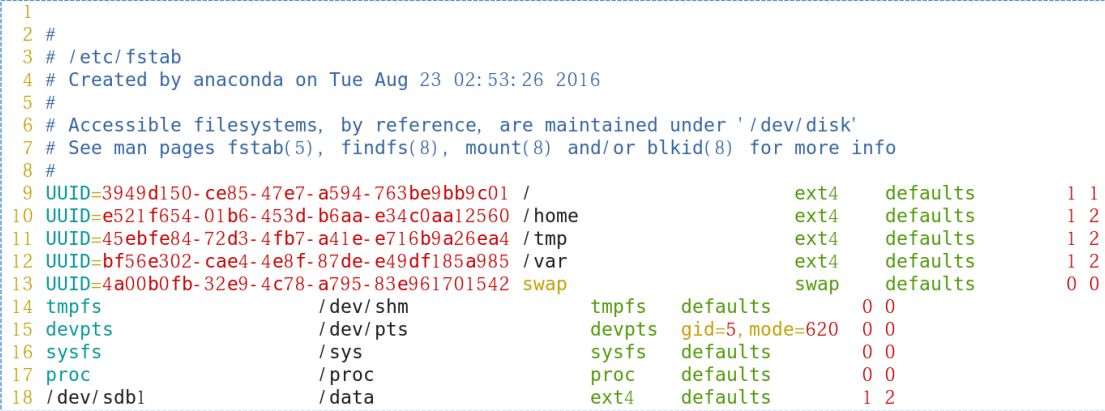 1
2 #
3 # /etc/fstab
4 # Created by anaconda on Tue Aug 23 02:53:26 2016
5 #
6 # Accessible filesystems, by reference, are maintained under '/dev/disk'
7 # See man pages fstab(5), findfs(8), mount(8) and/or blkid(8) for more info
8 #
9 UUID=3949d150-ce85-47e7-a594-763be9bb9c01 / ext4 defaults 1 1
10 UUID=e521f654-01b6-453d-b6aa-e34c0aa12560 /home ext4 defaults 1 2
11 UUID=45ebfe84-72d3-4fb7-a41e-e716b9a26ea4 /tmp ext4 defaults 1 2
12 UUID=bf56e302-cae4-4e8f-87de-e49df185a985 /var ext4 defaults 1 2
13 UUID=4a00b0fb-32e9-4c78-a795-83e961701542 swap swap defaults 0 0
14 tmpfs /dev/shm tmpfs defaults 0 0
15 devpts /dev/pts devpts gid=5,mode=620 0 0
16 sysfs /sys sysfs defaults 0 0
17 proc /proc proc defaults 0 0
18 /dev/sdb1 /data ext4 defaults 1 2